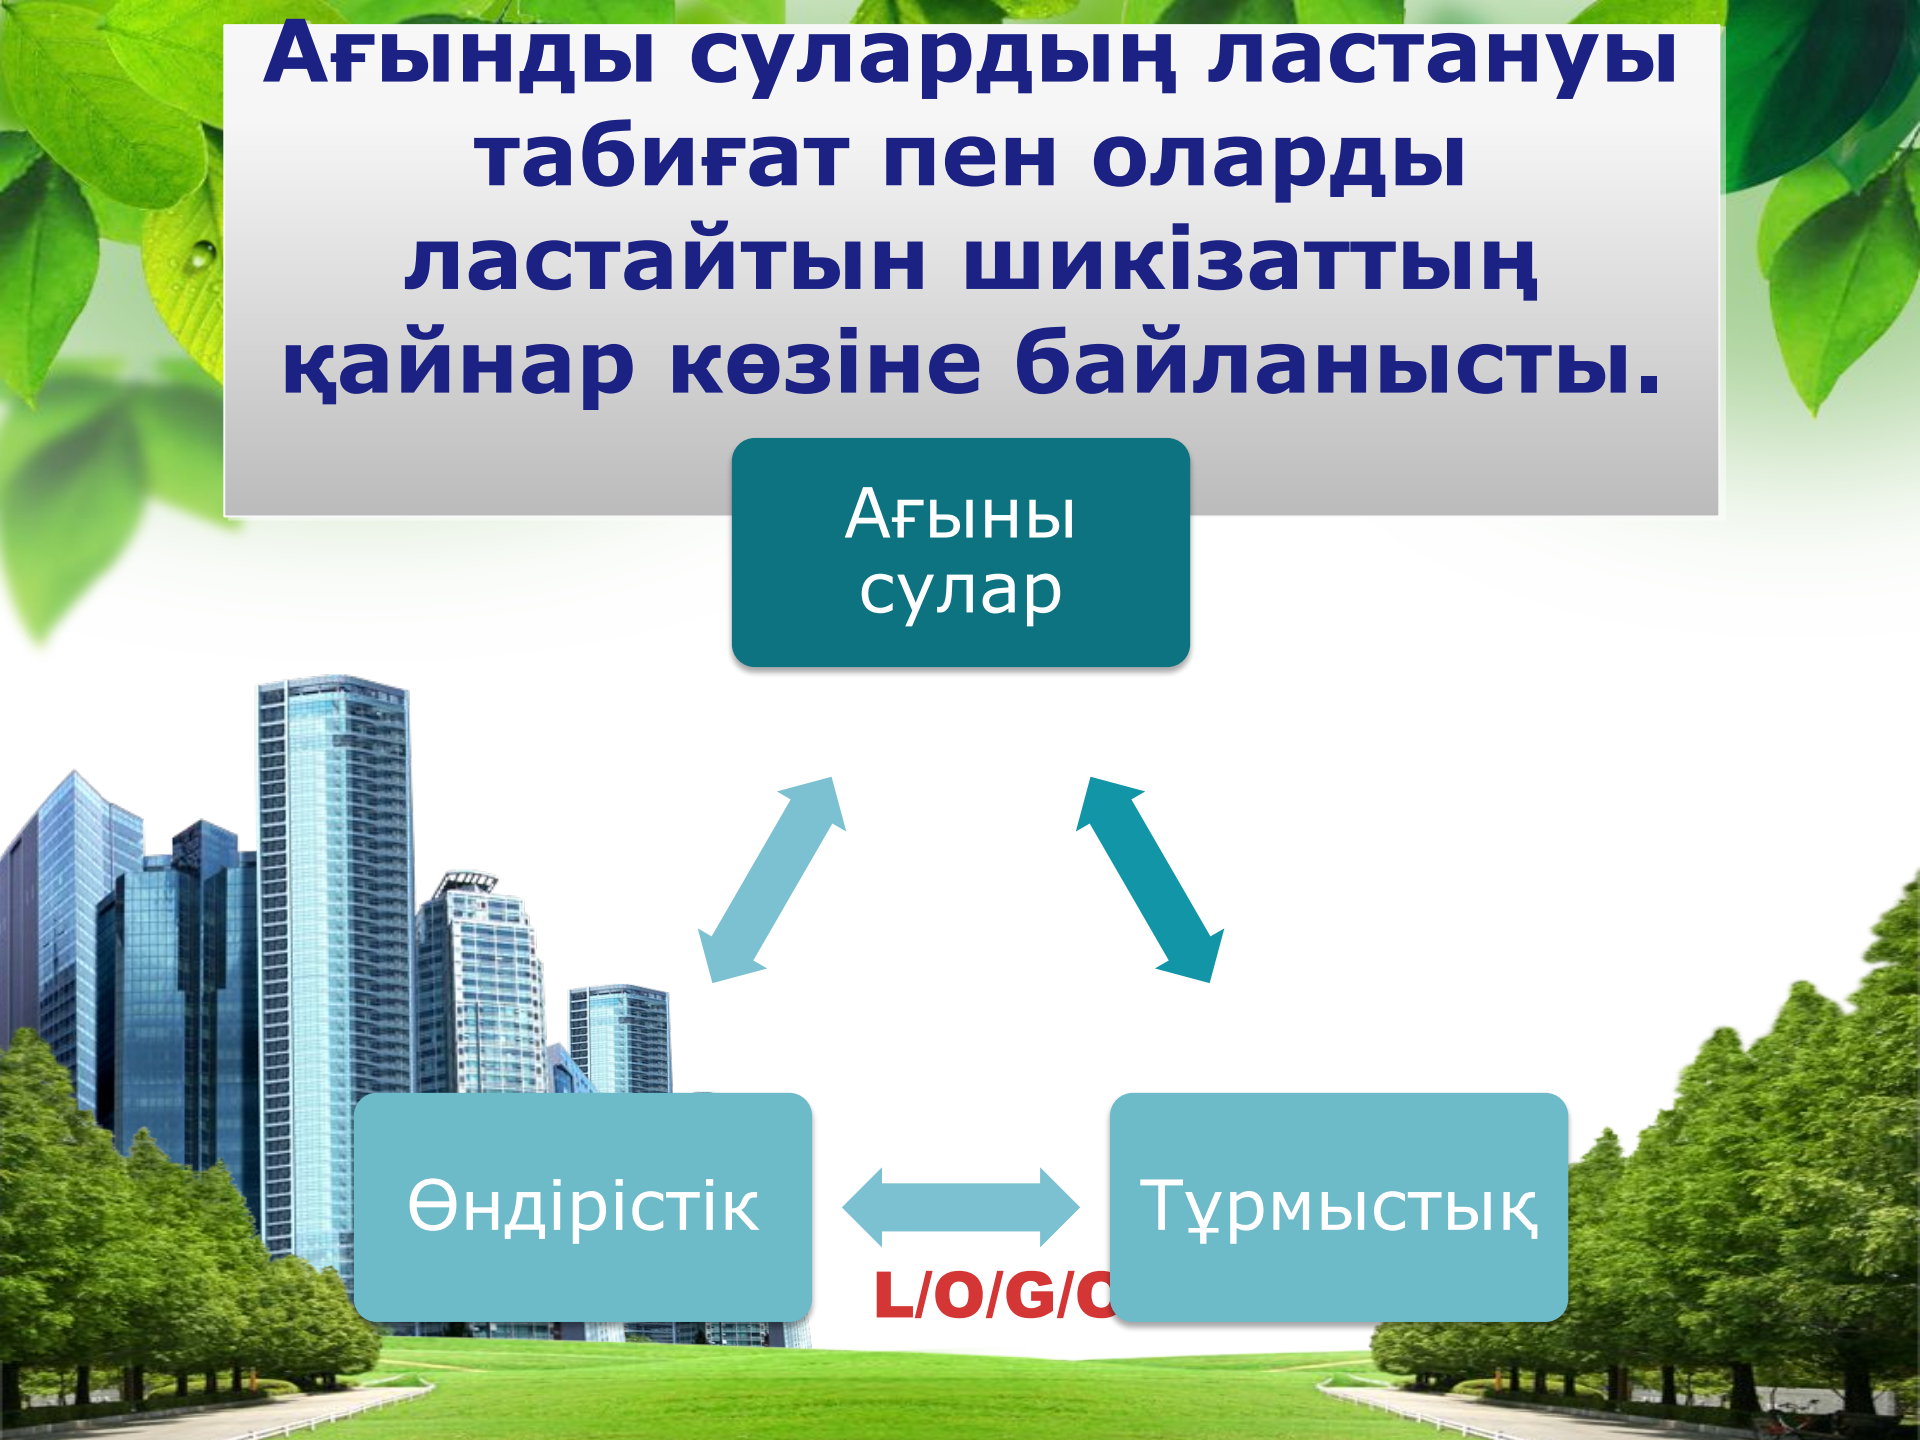 Ағынды сулардың ластануы
табиғат пен оларды
ластайтын шикізаттың
қайнар көзіне байланысты.
Ағыны
сулар
Өндірістік
Тұрмыстық
L/O/G/O